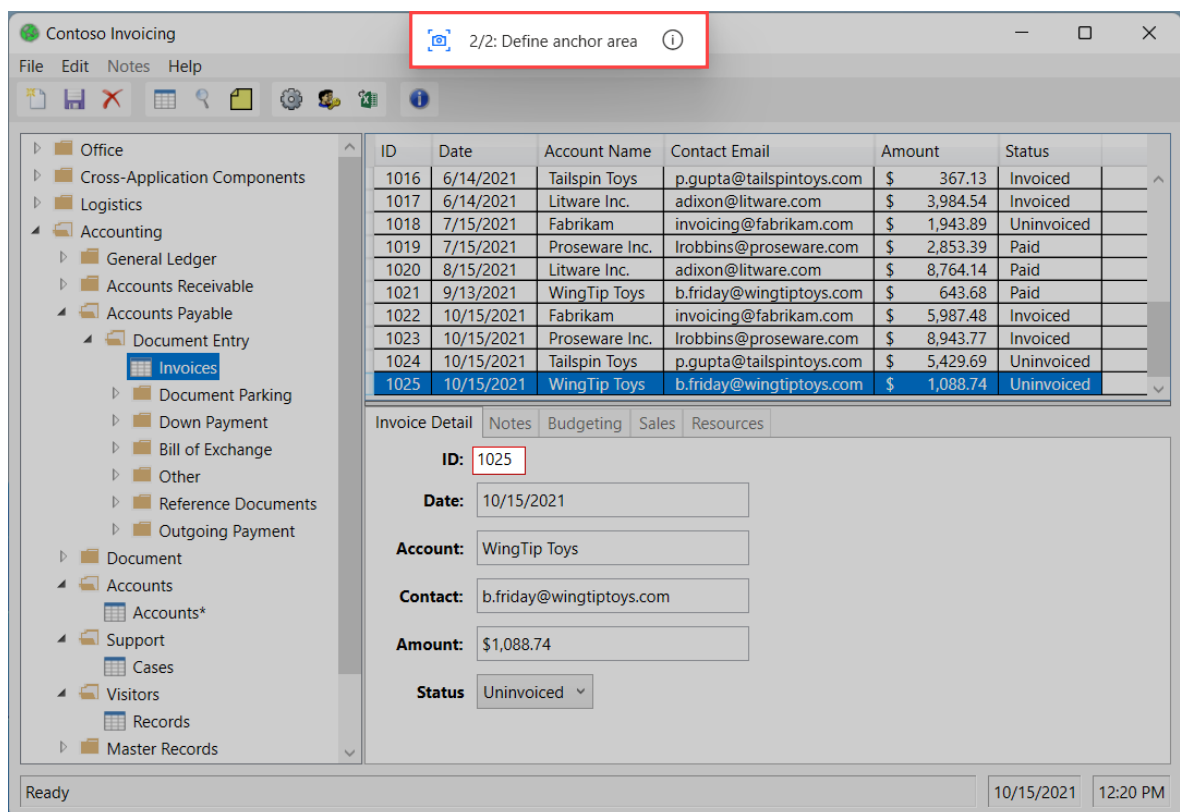 Contoso Invoicing
2/2: Define anchor area
File Edit Notes Help
Office
Cross-Application Components
Logistics
Accounting
General Ledger
Accounts Receivable
Accounts Payable
Document Entry
Invoices
Document Parking
Down Payment
Bill of Exchange
Other
Reference Documents
Outgoing Payment
Document
Accounts
Accounts*
Support
Cases
Visitors
Records
Master Records
ID Date Account Name Contact Email Amount Status
1016 6/14/2021 Tailspin Toys p.gupta@tailspintoys.com $ 367.13 Invoiced
1017 6/14/2021 Litware Inc. adixon@litware.com $ 3,984.54 Invoiced
1018 7/15/2021 Fabrikam invoicing@fabrikam.com $ 1,943.89 Uninvoiced
1019 7/15/2021 Proseware Inc. lrobbins@proseware.com $ 2,853.39 Paid
1020 8/15/2021 Litware Inc. adixon@litware.com $ 8,764.14 Paid
1021 9/13/2021 WingTip Toys b.friday@wingtiptoys.com $ 643.68 Paid
1022 10/15/2021 Fabrikam invoicing@fabrikam.com $ 5,987.48 Invoiced
1023 10/15/2021 Proseware Inc. lrobbins@proseware.com $ 8,943.77 Invoiced
1024 10/15/2021 Tailspin Toys p.gupta@tailspintoys.com $ 5,429.69 Uninvoiced
1025 10/15/2021 WingTip Toys b.friday@wingtiptoys.com $ 1,088.74 Uninvoiced
Invoice Detail Notes Budgeting Sales Resources
ID: 1025
Date: 10/15/2021
Account: WingTip Toys
Contact: b.friday@wingtiptoys.com
Amount: $1,088.74
Status Uninvoiced
Ready 10/15/2021 12:20 PM